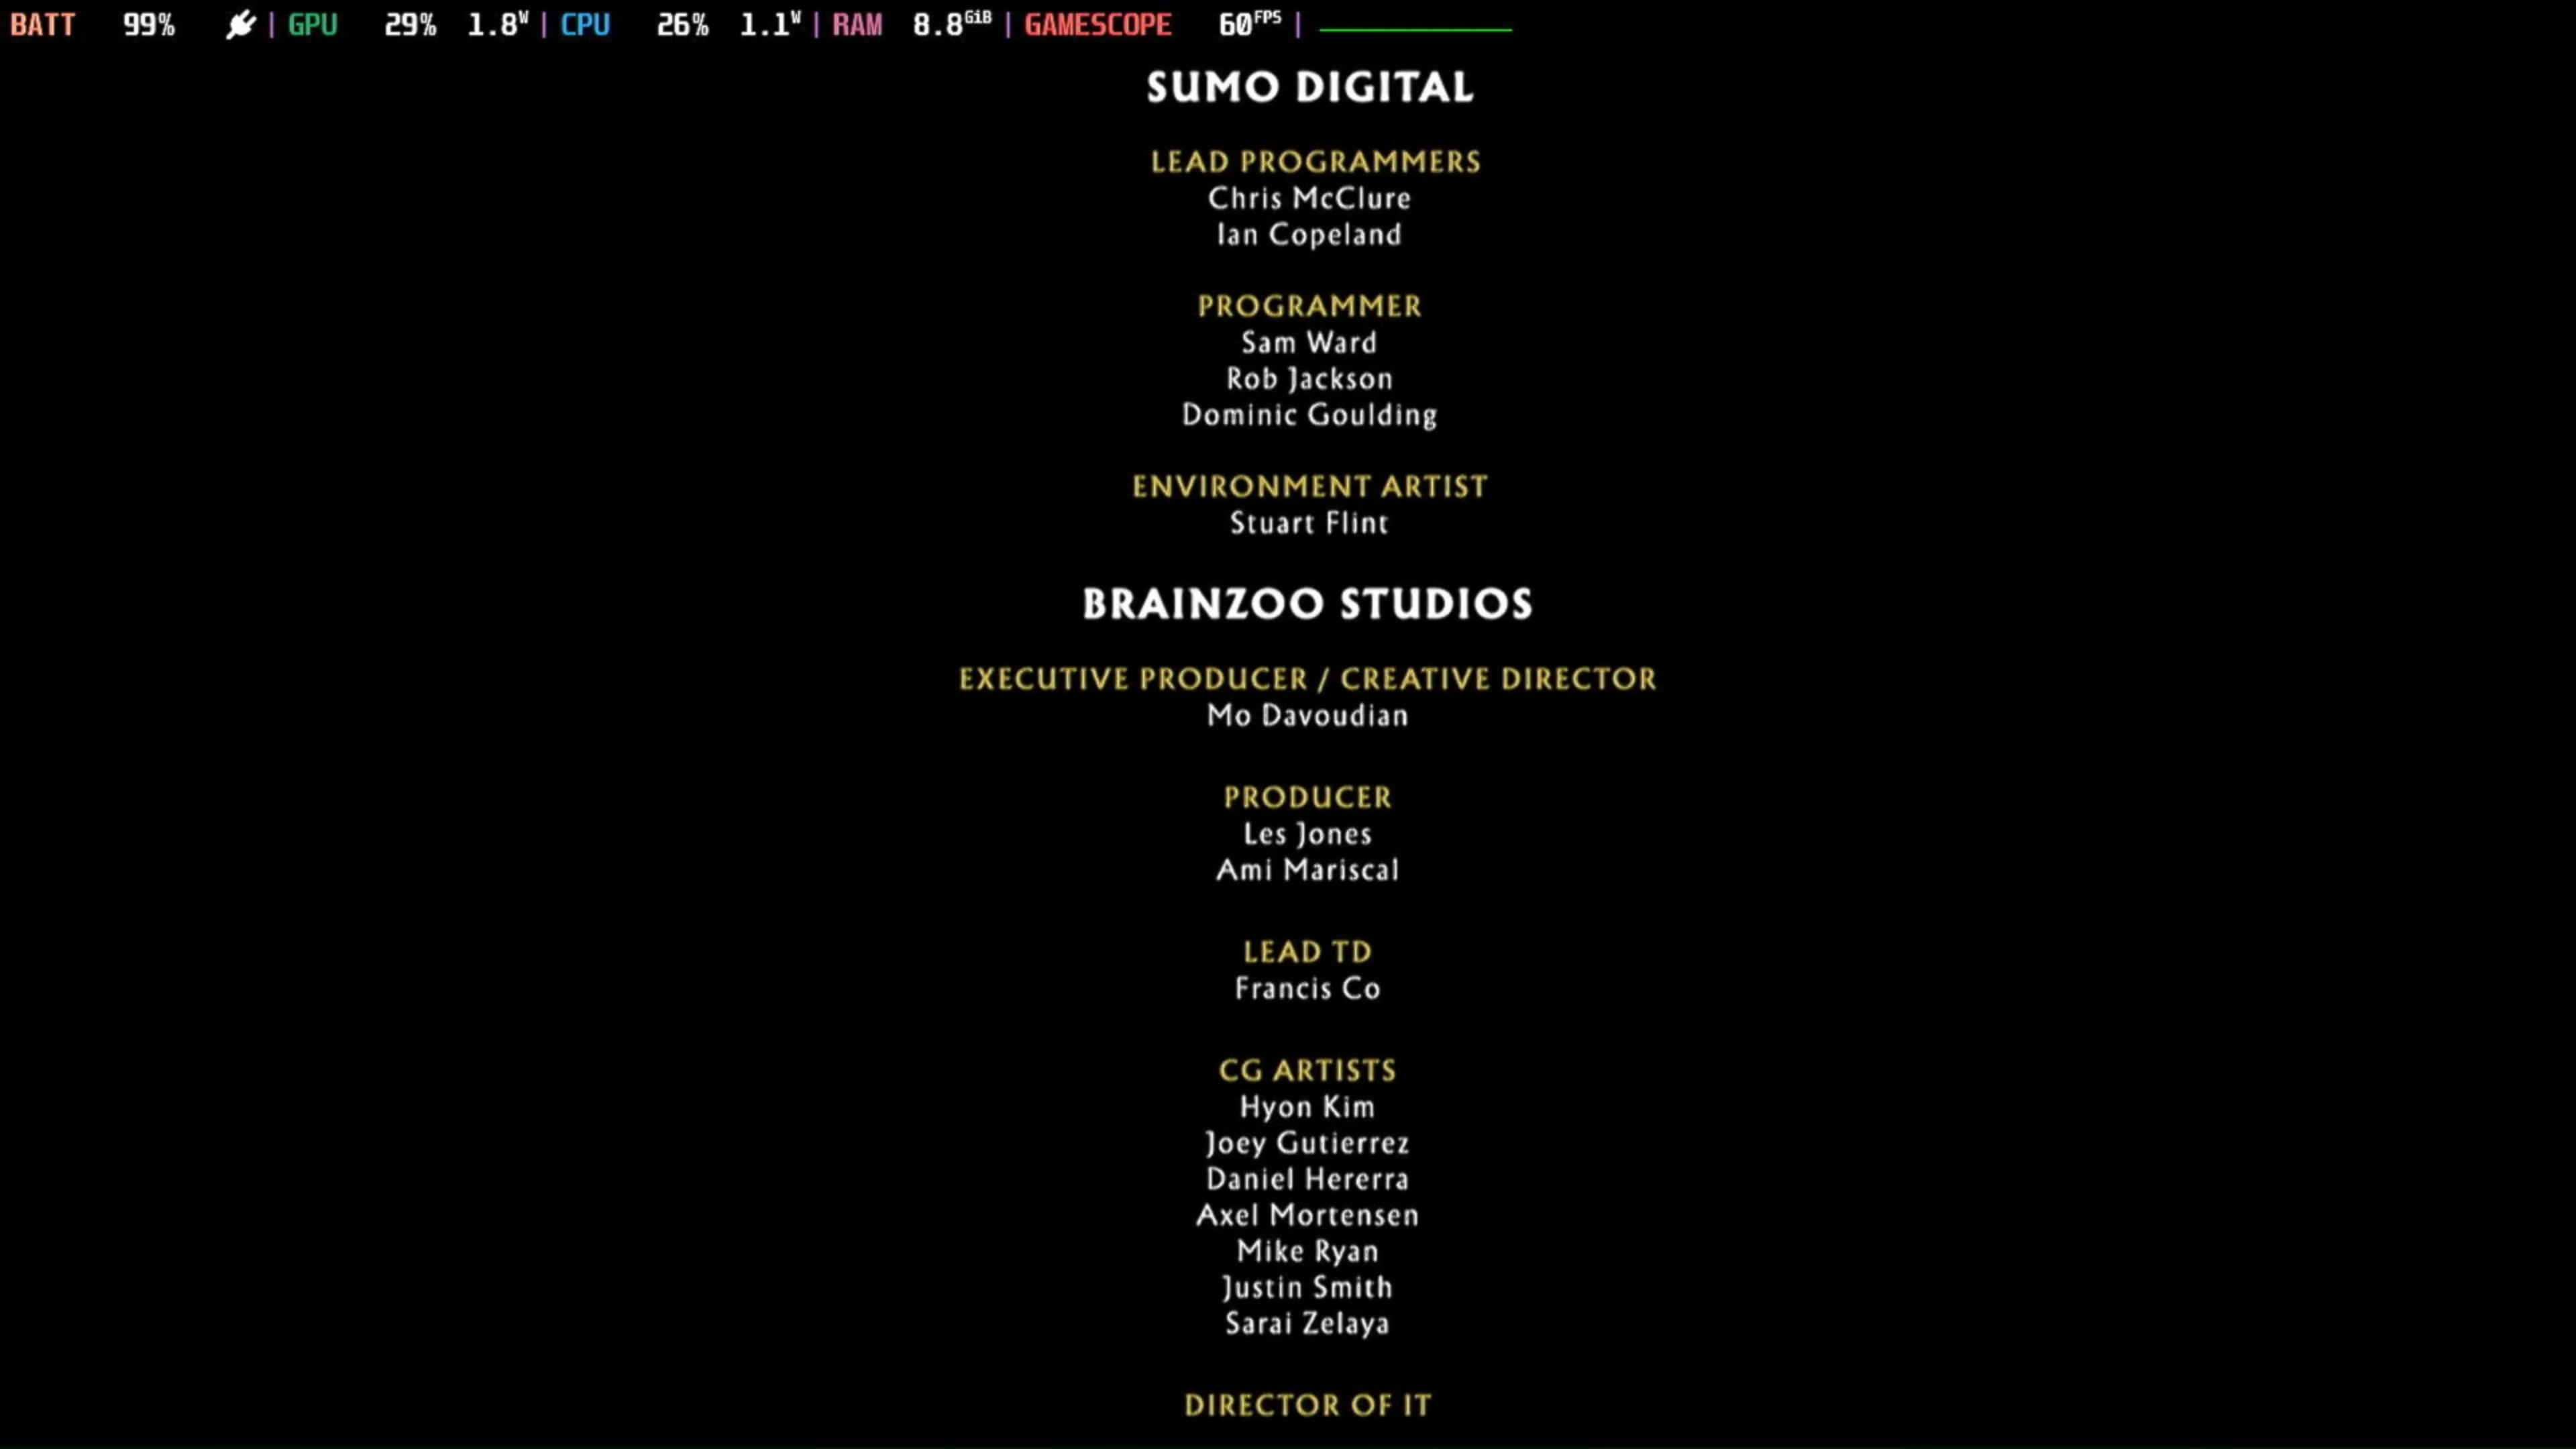 BATT 99% | GPU 29% 1.8W | CPU 26% 1.1W | RAM 8.8GiB | GAMESCOPE 60FPS |
SUMO DIGITAL
LEAD PROGRAMMERS
Chris McClure
Ian Copeland
PROGRAMMER
Sam Ward
Rob Jackson
Dominic Goulding
ENVIRONMENT ARTIST
Stuart Flint
BRAINZOO STUDIOS
EXECUTIVE PRODUCER / CREATIVE DIRECTOR
Mo Davoudian
PRODUCER
Les Jones
Ami Mariscal
LEAD TD
Francis Co
CG ARTISTS
Hyon Kim
Joey Gutierrez
Daniel Hererra
Axel Mortensen
Mike Ryan
Justin Smith
Sarai Zelaya
DIRECTOR OF IT